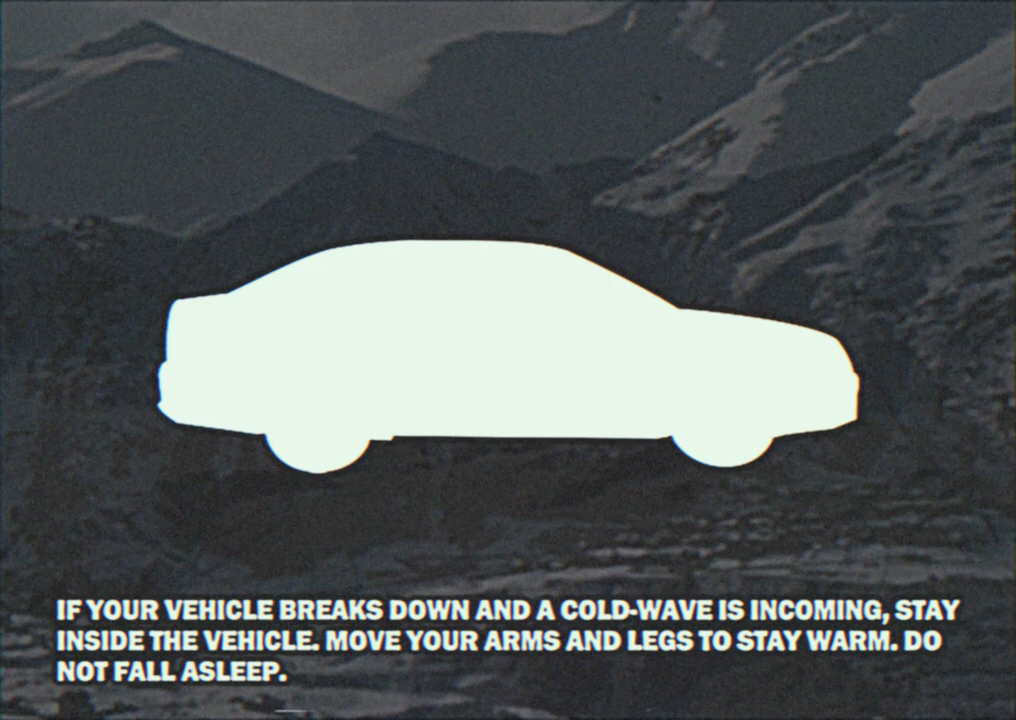 IF YOUR VEHICLE BREAKS DOWN AND A COLD-WAVE IS INCOMING, STAY
INSIDE THE VEHICLE. MOVE YOUR ARMS AND LEGS TO STAY WARM. DO
NOT FALL ASLEEP.